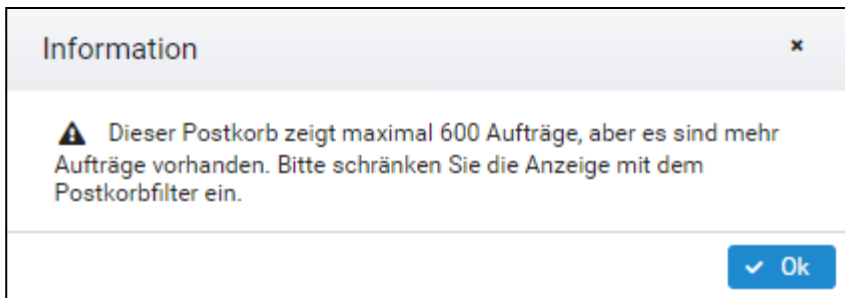 Information
Dieser Postkorb zeigt maximal 600 Aufträge, aber es sind mehr
Aufträge vorhanden. Bitte schränken Sie die Anzeige mit dem
Postkorbfilter ein.
Ok